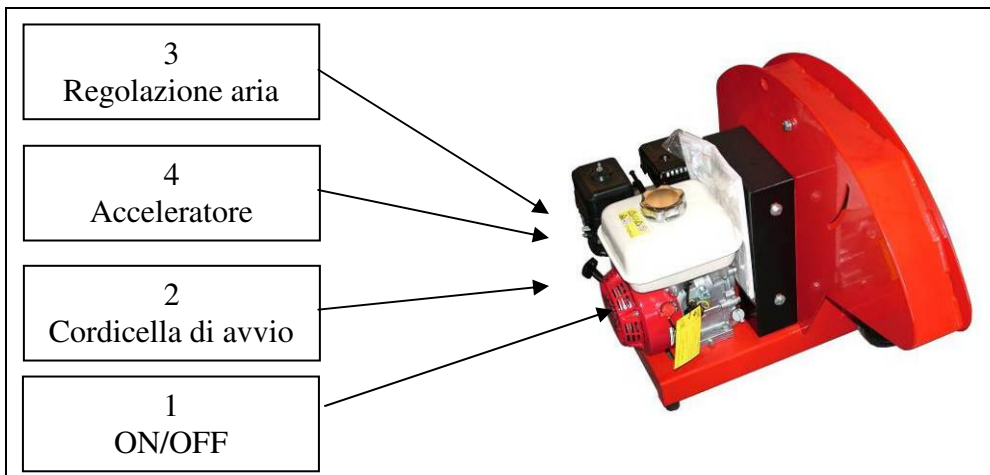 3
Regolazione aria
4
Acceleratore
2
Cordicella di avvio
1
ON/OFF